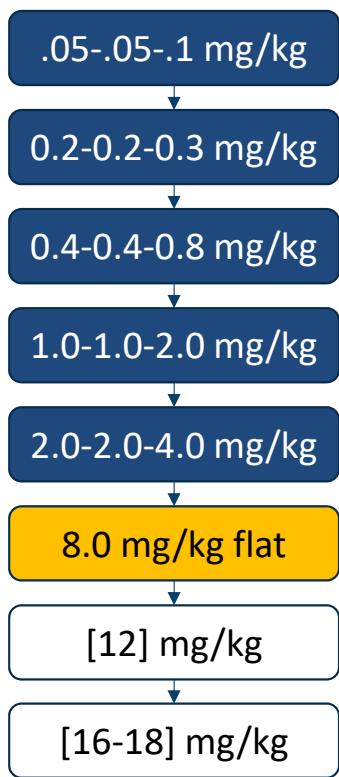 .05-.05-.1 mg/kg
0.2-0.2-0.3 mg/kg
0.4-0.4-0.8 mg/kg
1.0-1.0-2.0 mg/kg
2.0-2.0-4.0 mg/kg
8.0 mg/kg flat
[12] mg/kg
[16-18] mg/kg